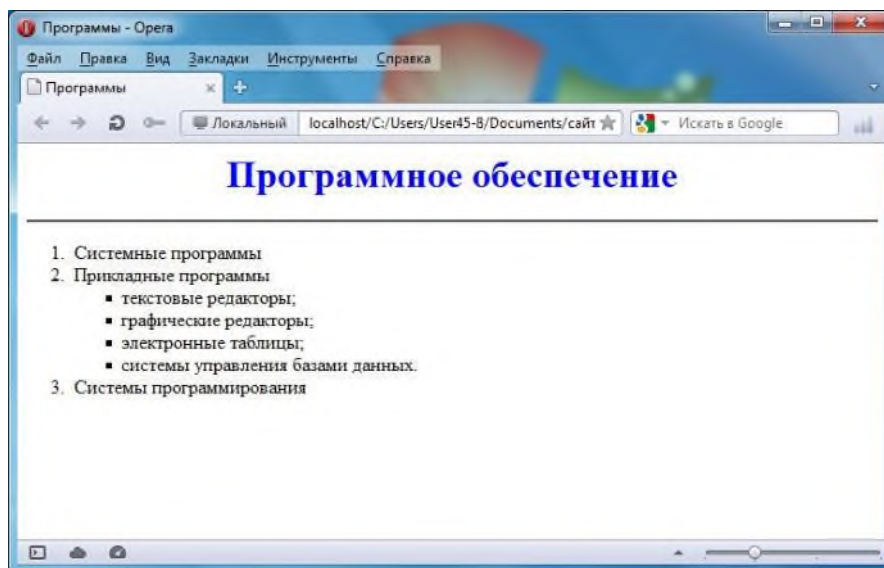 Программы - Opera
Файл Правка Вид Закладки Инструменты Справка
Программы
Локальный localhost/C:/Users/User45-8/Documents/сайт Искать в Google
Программное обеспечение
1. Системные программы
2. Прикладные программы
▪ текстовые редакторы;
▪ графические редакторы;
▪ электронные таблицы;
▪ системы управления базами данных.
3. Системы программирования